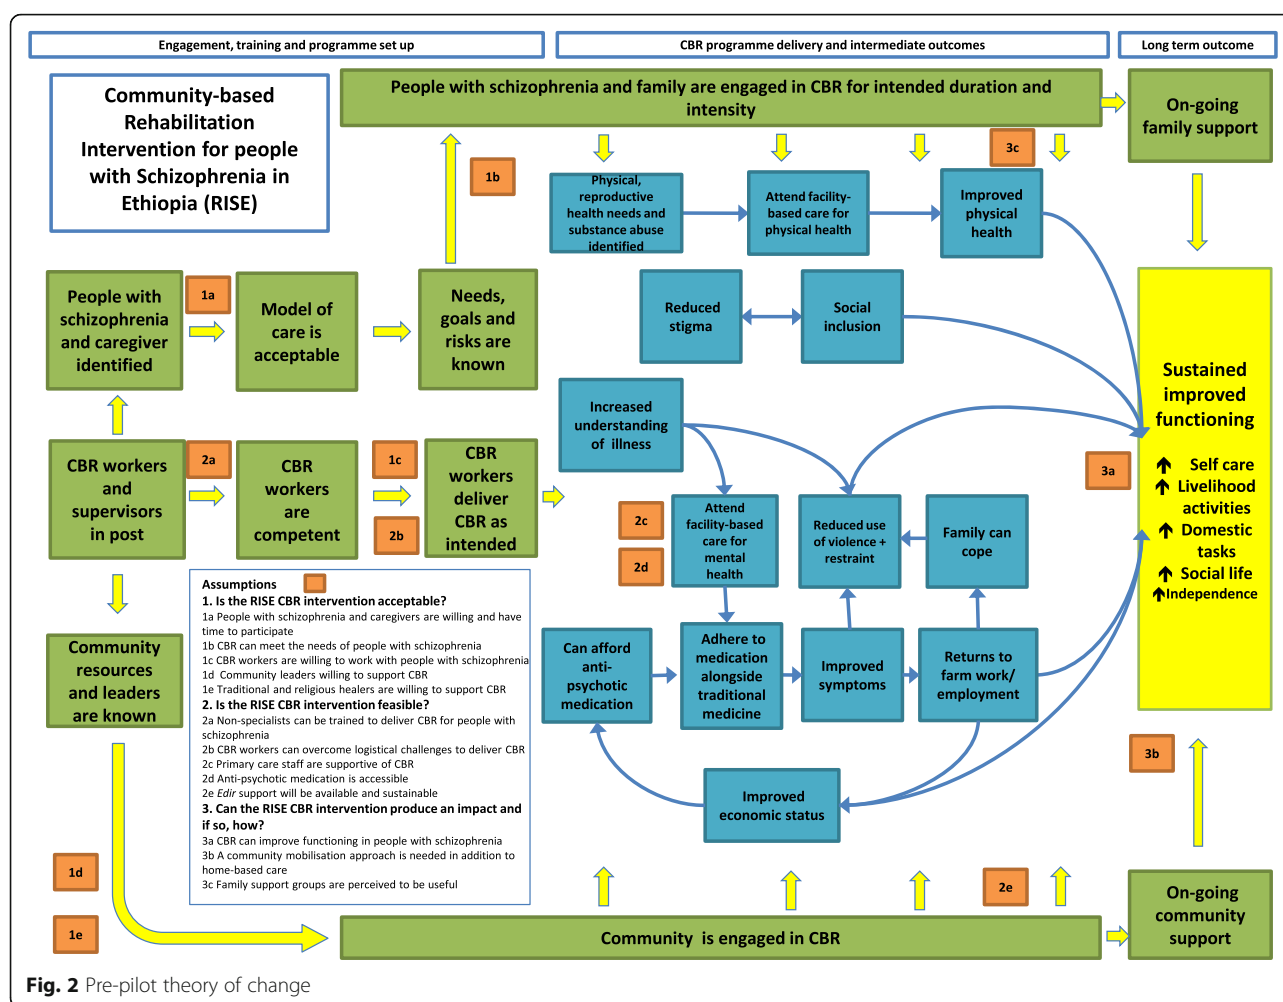 Engagement, training and programme set up
CBR programme delivery and intermediate outcomes
Long term outcome
Community-based
Rehabilitation
Intervention for people
with Schizophrenia in
Ethiopia (RISE)
People with schizophrenia and family are engaged in CBR for intended duration and
intensity
On-going
family support
1b
3c
Physical,
reproductive
health needs and
substance abuse
identified
Attend facility-
based care for
physical health
Improved
physical
health
People with
schizophrenia
and caregiver
identified
1a
Model of
care is
acceptable
Needs,
goals and
risks are
known
Reduced
stigma
Social
inclusion
Sustained
improved
functioning
Self care
Livelihood
activities
Domestic
tasks
Social life
Independence
Increased
understanding
of illness
CBR workers
and
supervisors
in post
2a
CBR
workers
are
competent
1c
2b
CBR
workers
deliver
CBR as
intended
3a
2c
2d
Attend
facility-based
care for
mental
health
Reduced use
of violence +
restraint
Family can
cope
Community
resources
and leaders
are known
Assumptions
1. Is the RISE CBR intervention acceptable?
1a People with schizophrenia and caregivers are willing and have
time to participate
1b CBR can meet the needs of people with schizophrenia
1c CBR workers are willing to work with people with schizophrenia
1d Community leaders willing to support CBR
1e Traditional and religious healers are willing to support CBR
2. Is the RISE CBR intervention feasible?
2a Non-specialists can be trained to deliver CBR for people with
schizophrenia
2b CBR workers can overcome logistical challenges to deliver CBR
2c Primary care staff are supportive of CBR
2d Anti-psychotic medication is accessible
2e Edir support will be available and sustainable
3. Can the RISE CBR intervention produce an impact and
if so, how?
3a CBR can improve functioning in people with schizophrenia
3b A community mobilisation approach is needed in addition to
home-based care
3c Family support groups are perceived to be useful
Can afford
anti-
psychotic
medication
Adhere to
medication
alongside
traditional
medicine
Improved
symptoms
Returns to
farm work/
employment
3b
Improved
economic status
1d
1e
2e
Community is engaged in CBR
On-going
community
support
Fig. 2 Pre-pilot theory of change